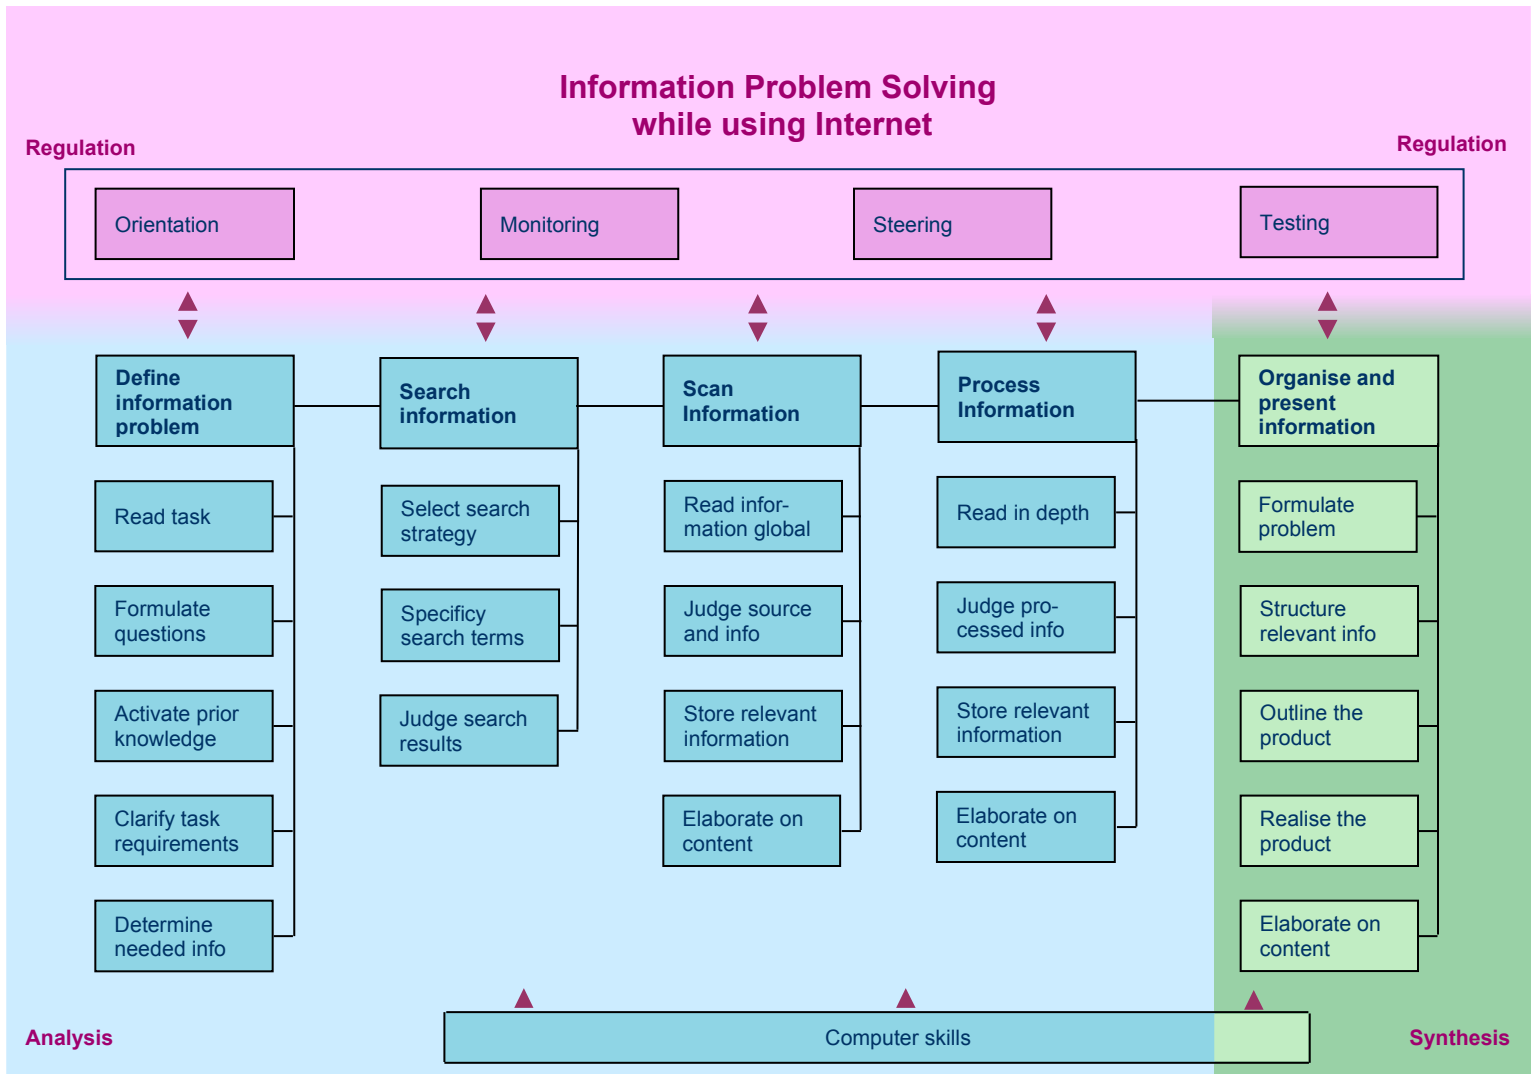 Information Problem Solving
while using Internet
Regulation
Regulation
Orientation
Monitoring
Steering
Testing
Define
information
problem
Search
information
Scan
Information
Process
Information
Organise and
present
information
Read task
Formulate
questions
Activate prior
knowledge
Clarify task
requirements
Determine
needed info
Select search
strategy
Specificy
search terms
Judge search
results
Read infor-
mation global
Judge source
and info
Store relevant
information
Elaborate on
content
Read in depth
Judge pro-
cessed info
Store relevant
information
Elaborate on
content
Formulate
problem
Structure
relevant info
Outline the
product
Realise the
product
Elaborate on
content
Analysis
Computer skills
Synthesis